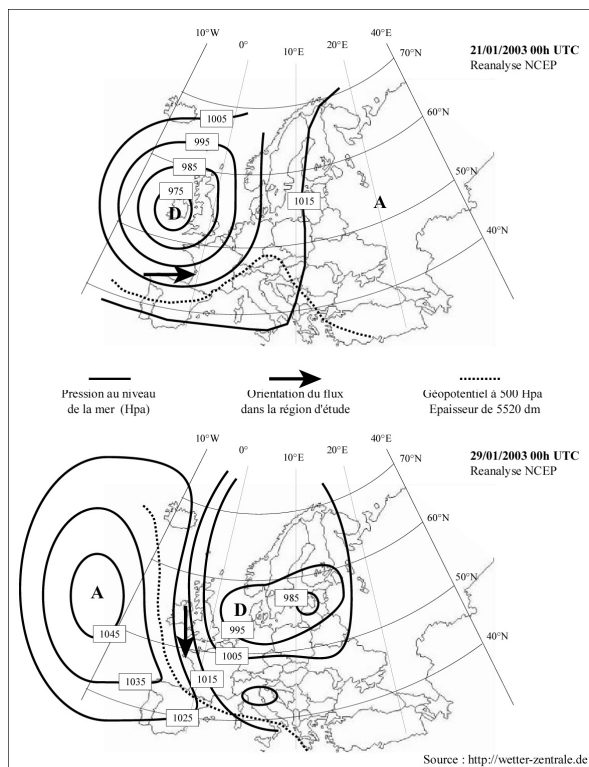 10°W
0°
10°E
20°E
40°E
21/01/2003 00h UTC
Reanalyse NCEP
70°N
60°N
50°N
40°N
1005
995
985
975
D
1015
A
Pression au niveau
de la mer (Hpa)
Orientation du flux
dans la région d'étude
Géopotentiel à 500 Hpa
Epaisseur de 5520 dm
10°W
0°
10°E
20°E
40°E
29/01/2003 00h UTC
Reanalyse NCEP
70°N
60°N
50°N
40°N
A
1045
1035
1025
D
985
995
1005
1015
Source : http://wetter-zentrale.de